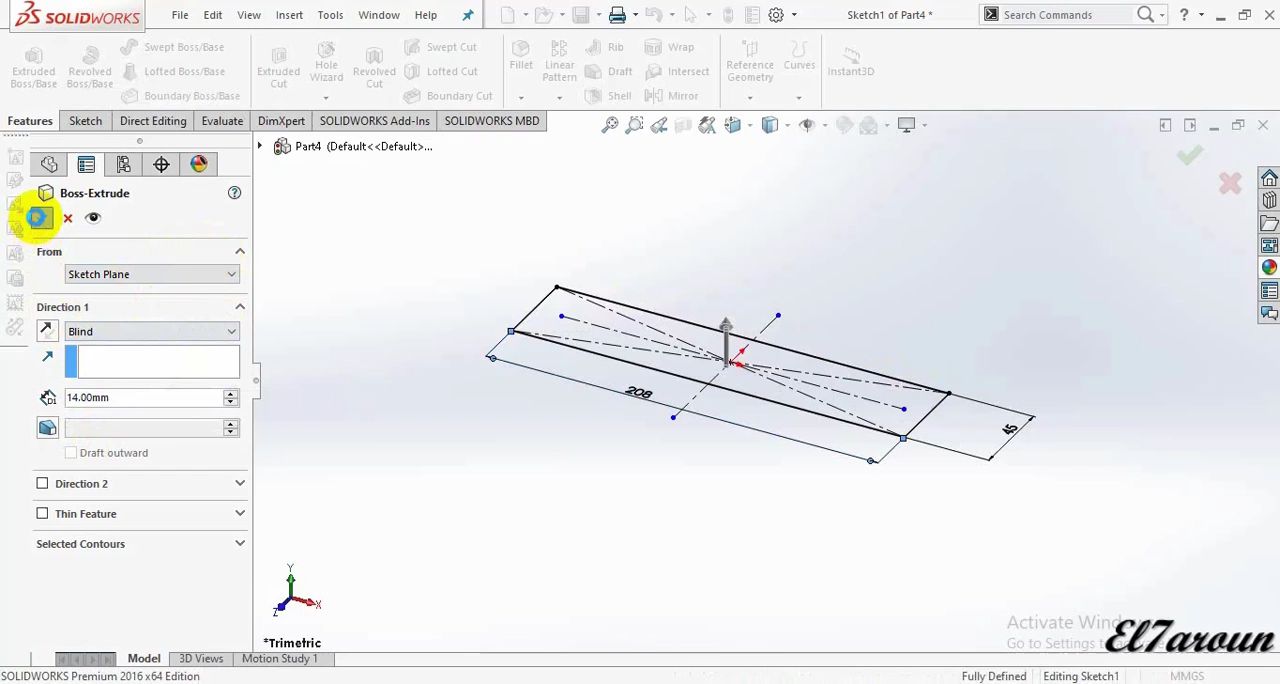 SOLIDWORKS File Edit View Insert Tools Window Help Sketch1 of Part4 * Search Commands ?
Extruded Boss/Base Revolved Boss/Base Swept Boss/Base Lofted Boss/Base Boundary Boss/Base Extruded Cut Hole Wizard Revolved Cut Swept Cut Lofted Cut Boundary Cut Fillet Linear Pattern Rib Draft Shell Wrap Intersect Mirror Reference Geometry Curves Instant3D
Features Sketch Direct Editing Evaluate DimXpert SOLIDWORKS Add-Ins SOLIDWORKS MBD
Part4 (Default<<Default>...
Boss-Extrude ?
From
Sketch Plane
Direction 1
Blind
D1 14.00mm
Draft outward
Direction 2
Thin Feature
Selected Contours
208
45
Y
X
Z
*Trimetric
Activate Wind
Go to Settings to
El7aroun
Model 3D Views Motion Study 1
SOLIDWORKS Premium 2016 x64 Edition Fully Defined Editing Sketch1 MMGS